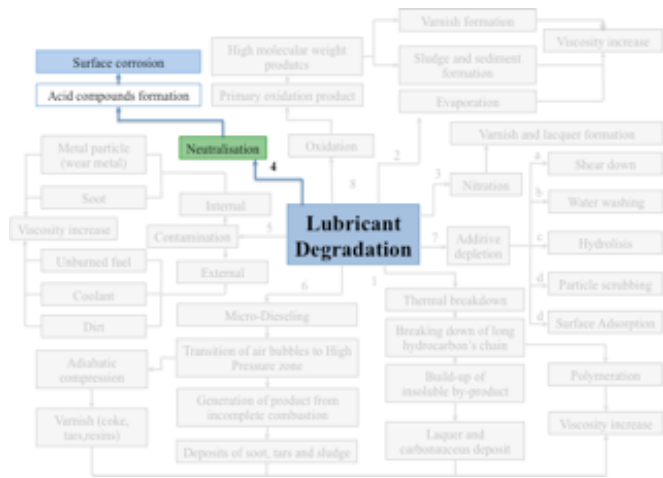 Varnish formation
High molecular weight
produtcs
Viscosity increase
Surface corrosion
Sludge and sediment
formation
Acid compounds formation
Primary oxidation product
Evaporation
Neutralisation
Oxidation
Varnish and lacquer formation
Metal particle
(wear metal)
4
2
8
3
Nitration
a
Shear down
Soot
Internal
b
Water washing
Viscosity increase
Contamination
5
Lubricant
Degradation
7
Additive
depletion
c
Hydrolisis
Unburned fuel
External
Coolant
6
1
Thermal breakdown
d
Particle scrubbing
Dirt
Micro-Dieseling
Breaking down of long
hydrocarbon's chain
d
Surface Adsorption
Adiabatic
compression
Transition of air bubbles to High
Pressure zone
Build-up of
insoluble by-product
Polymeration
Varnish (coke,
tars,resins)
Generation of product from
incomplete combustion
Laquer and
carbonaaceus deposit
Viscosity increase
Deposits of soot, tars and sludge